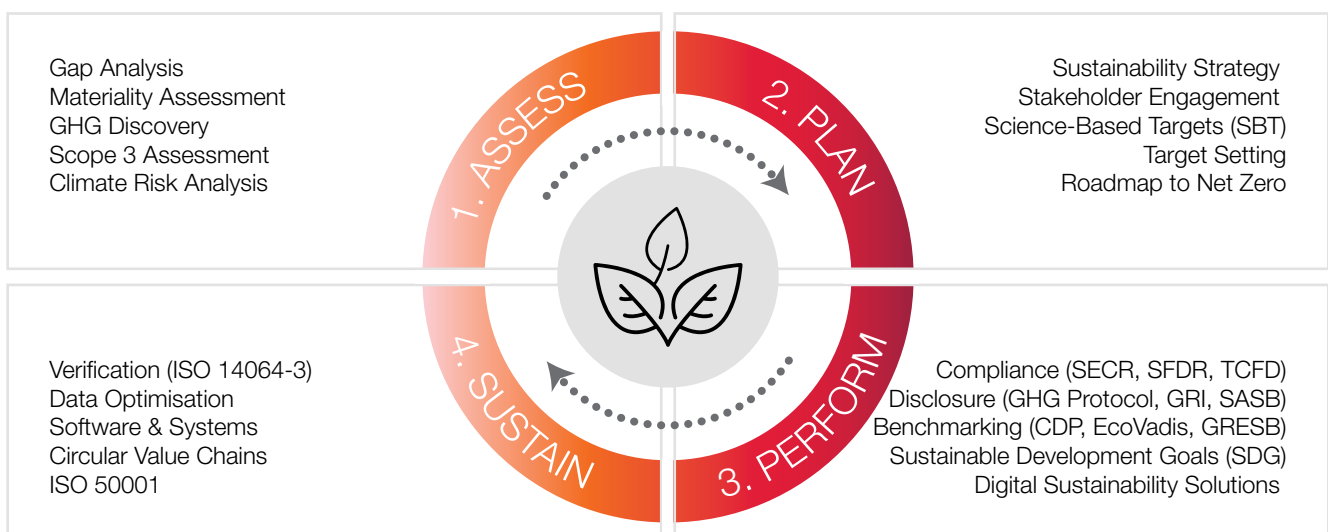 Gap Analysis
Materiality Assessment
GHG Discovery
Scope 3 Assessment
Climate Risk Analysis
1. ASSESS
2. PLAN
Sustainability Strategy
Stakeholder Engagement
Science-Based Targets (SBT)
Target Setting
Roadmap to Net Zero
Verification (ISO 14064-3)
Data Optimisation
Software & Systems
Circular Value Chains
ISO 50001
4. SUSTAIN
3. PERFORM
Compliance (SECR, SFDR, TCFD)
Disclosure (GHG Protocol, GRI, SASB)
Benchmarking (CDP, EcoVadis, GRESB)
Sustainable Development Goals (SDG)
Digital Sustainability Solutions